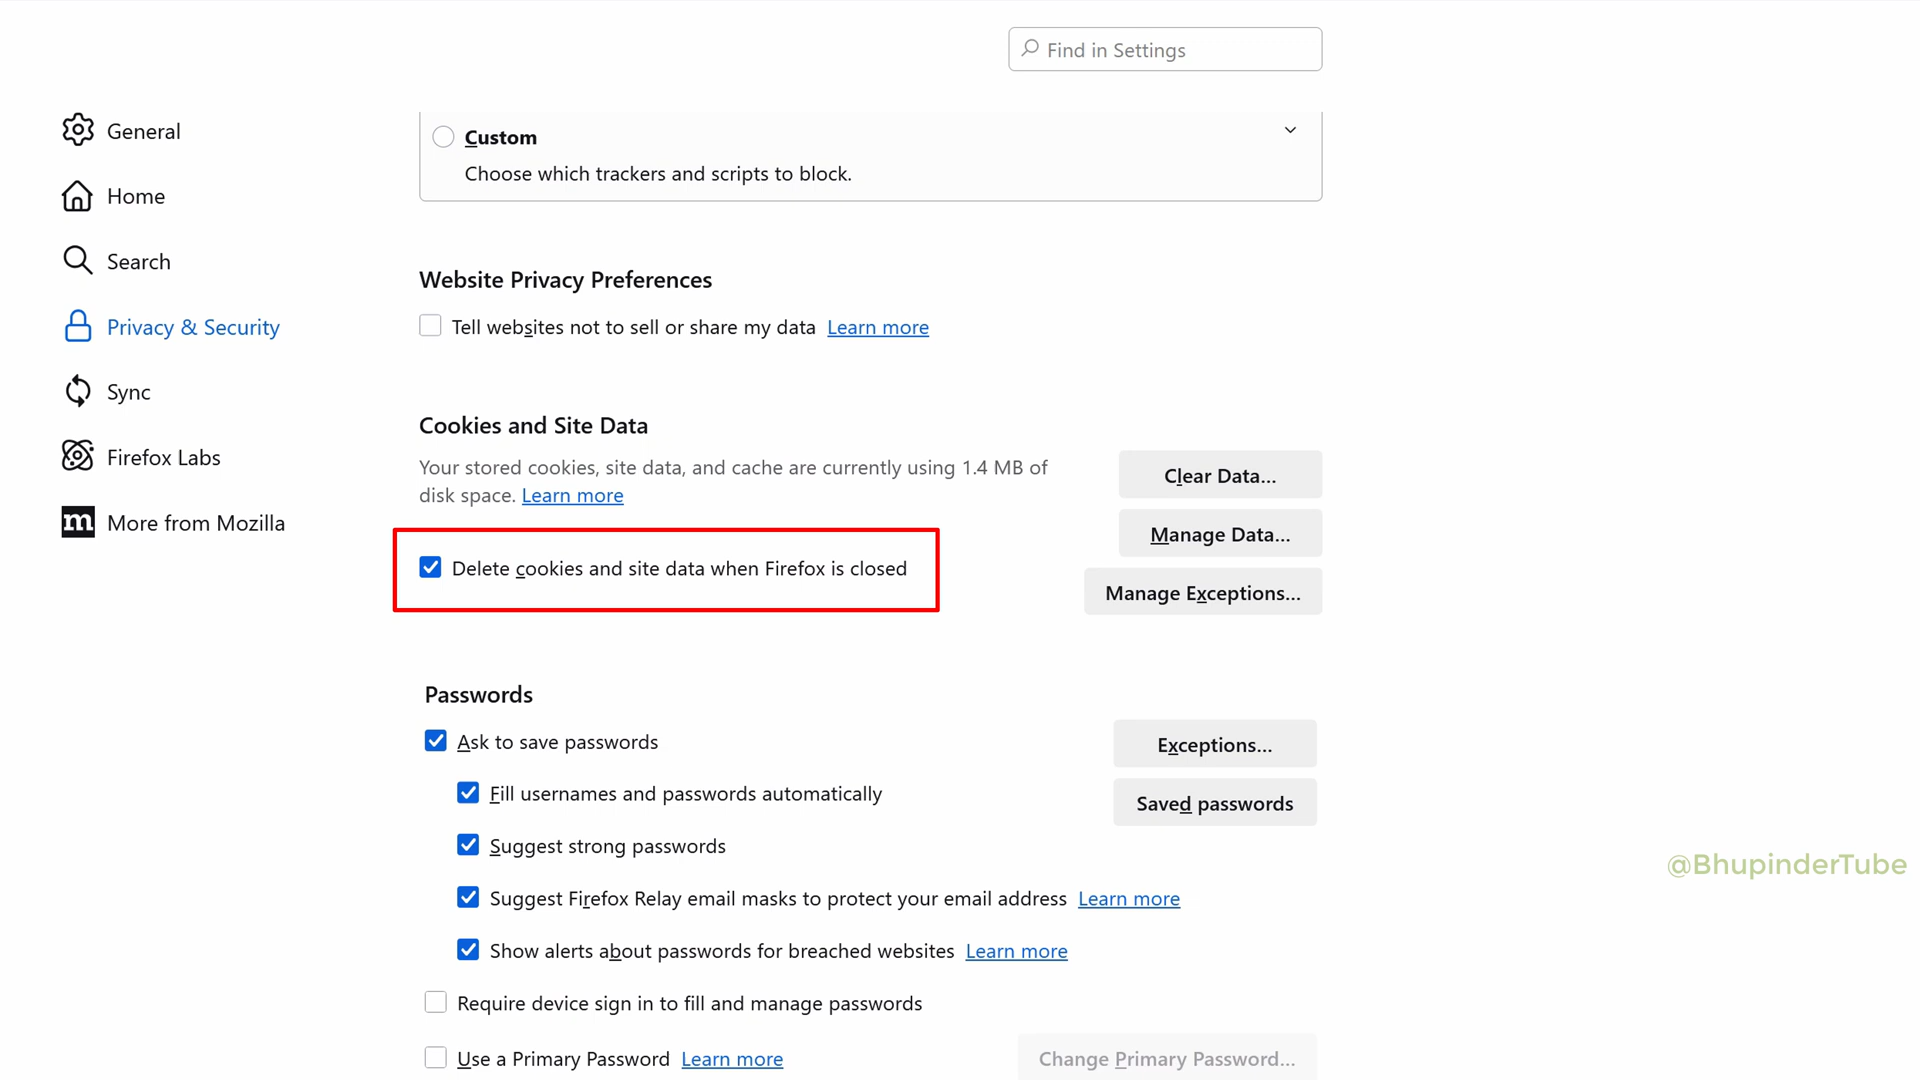 Find in Settings
General
Home
Search
Privacy & Security
Sync
Firefox Labs
m More from Mozilla
Custom
Choose which trackers and scripts to block.
Website Privacy Preferences
Tell websites not to sell or share my data Learn more
Cookies and Site Data
Your stored cookies, site data, and cache are currently using 1.4 MB of
disk space. Learn more
Clear Data...
Manage Data...
Delete cookies and site data when Firefox is closed
Manage Exceptions...
Passwords
Ask to save passwords
Exceptions...
Fill usernames and passwords automatically
Saved passwords
Suggest strong passwords
Suggest Firefox Relay email masks to protect your email address Learn more
Show alerts about passwords for breached websites Learn more
Require device sign in to fill and manage passwords
Use a Primary Password Learn more
Change Primary Password...
@BhupinderTube